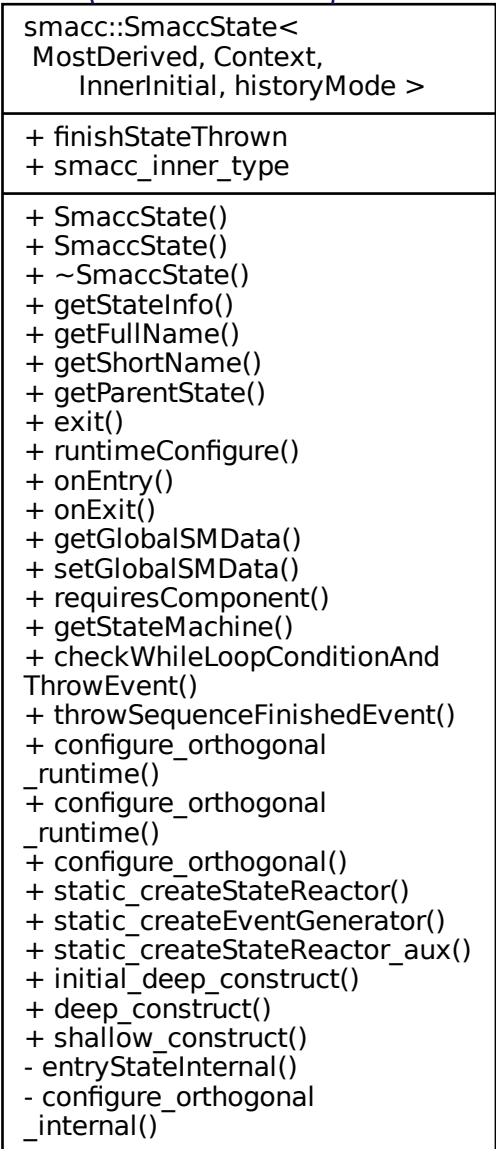 smacc::SmaccState<
MostDerived, Context,
InnerInitial, historyMode >
+ finishStateThrown
+ smacc_inner_type
+ SmaccState()
+ SmaccState()
+ ~SmaccState()
+ getStateInfo()
+ getFullName()
+ getShortName()
+ getParentState()
+ exit()
+ runtimeConfigure()
+ onEntry()
+ onExit()
+ getGlobalSMData()
+ setGlobalSMData()
+ requiresComponent()
+ getStateMachine()
+ checkWhileLoopConditionAnd
ThrowEvent()
+ throwSequenceFinishedEvent()
+ configure_orthogonal
_runtime()
+ configure_orthogonal
_runtime()
+ configure_orthogonal()
+ static_createStateReactor()
+ static_createEventGenerator()
+ static_createStateReactor_aux()
+ initial_deep_construct()
+ deep_construct()
+ shallow_construct()
- entryStateInternal()
- configure_orthogonal
_internal()